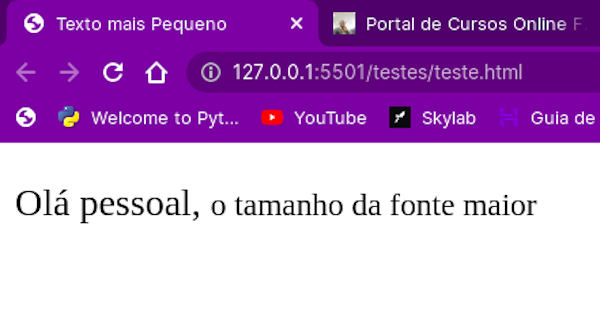 Texto mais Pequeno
Portal de Cursos Online F
127.0.0.1:5501/testes/teste.html
Welcome to Pyt...
YouTube
Skylab
Guia de
Olá pessoal, o tamanho da fonte maior